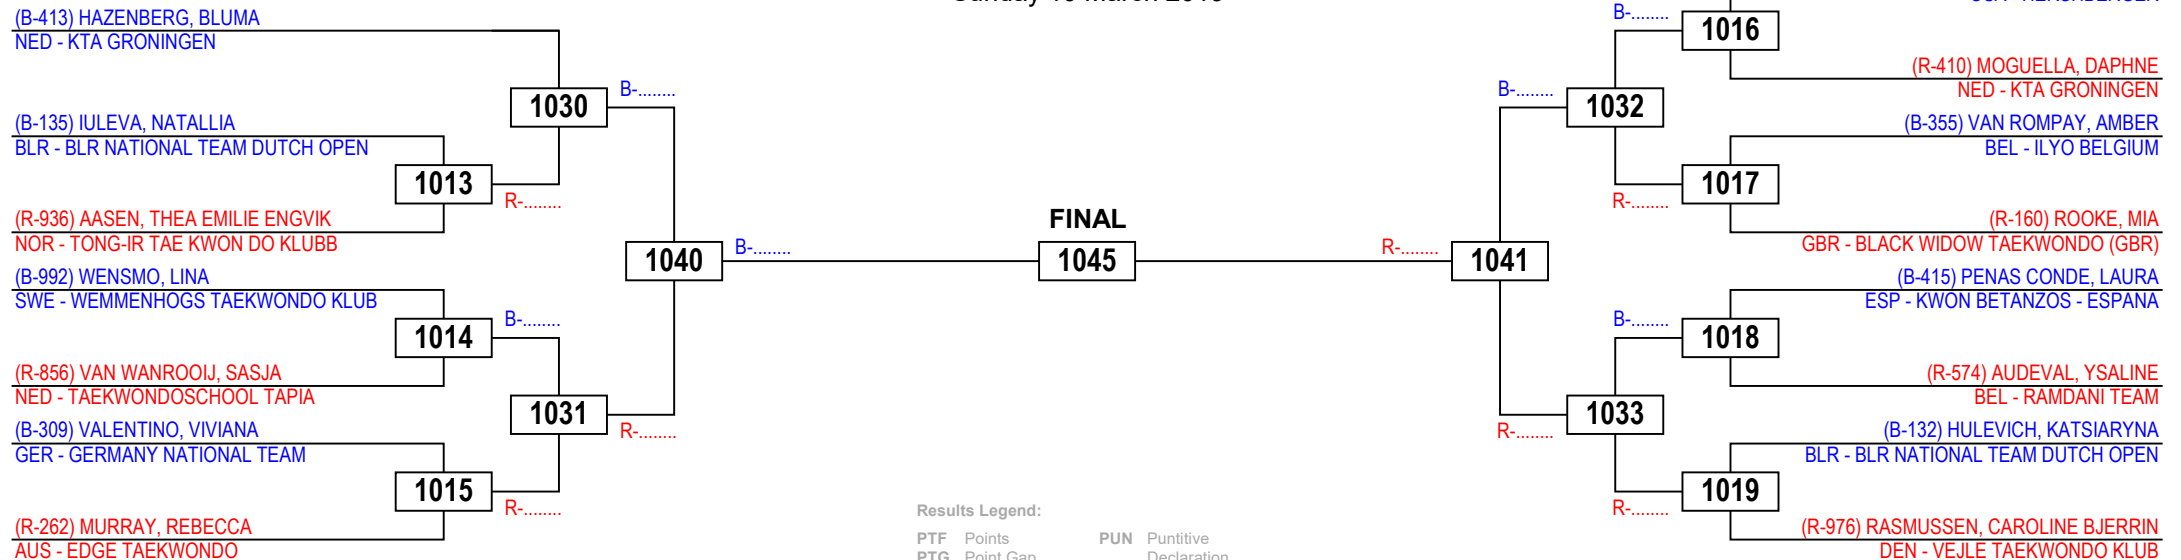 (B-413) HAZENBERG, BLUMA
NED - KTA GRONINGEN
(B-135) IULEVA, NATALLIA
BLR - BLR NATIONAL TEAM DUTCH OPEN
(R-936) AASEN, THEA EMILIE ENGVIK
NOR - TONG-IR TAE KWON DO KLUBB
(B-992) WENSMO, LINA
SWE - WEMMENHOGS TAEKWONDO KLUB
(R-856) VAN WANROOIJ, SASJA
NED - TAEKWONDOSCHOOL TAPIA
(B-309) VALENTINO, VIVIANA
GER - GERMANY NATIONAL TEAM
(R-262) MURRAY, REBECCA
AUS - EDGE TAEKWONDO
1013
1014
1015
R-........
B-........
R-........
1030
1031
B-........
R-........
1040
B-........
FINAL
1045
R-........
1041
B-........
R-........
1032
1033
B-........
R-........
B-........
R-........
1016
1017
1018
1019
(R-410) MOGUELLA, DAPHNE
NED - KTA GRONINGEN
(B-355) VAN ROMPAY, AMBER
BEL - ILYO BELGIUM
(R-160) ROOKE, MIA
GBR - BLACK WIDOW TAEKWONDO (GBR)
(B-415) PENAS CONDE, LAURA
ESP - KWON BETANZOS - ESPANA
(R-574) AUDEVAL, YSALINE
BEL - RAMDANI TEAM
(B-132) HULEVICH, KATSIARYNA
BLR - BLR NATIONAL TEAM DUTCH OPEN
(R-976) RASMUSSEN, CAROLINE BJERRIN
DEN - VEJLE TAEKWONDO KLUB
Results Legend:
PTF Points PUN Puntitive
PTG Point Gap Declaration